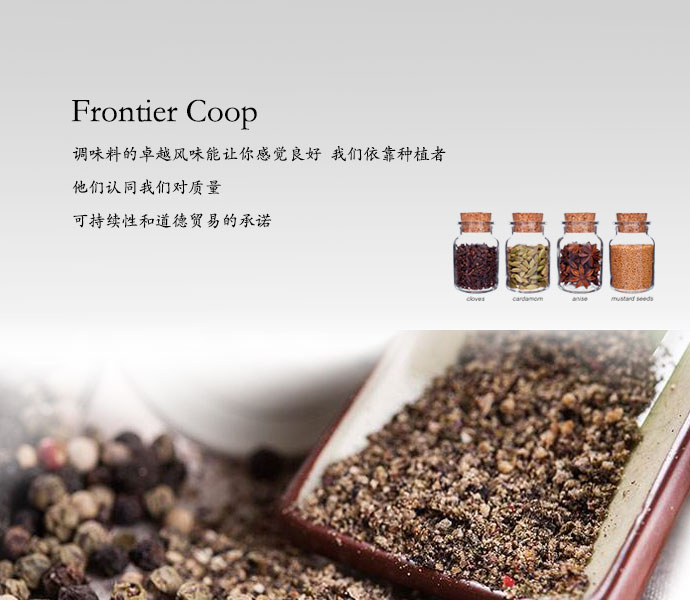 Frontier Coop
调味料的卓越风味能让你感觉良好 我们依靠种植者
他们认同我们对质量
可持续性和道德贸易的承诺
cloves cardamom anise mustard seeds